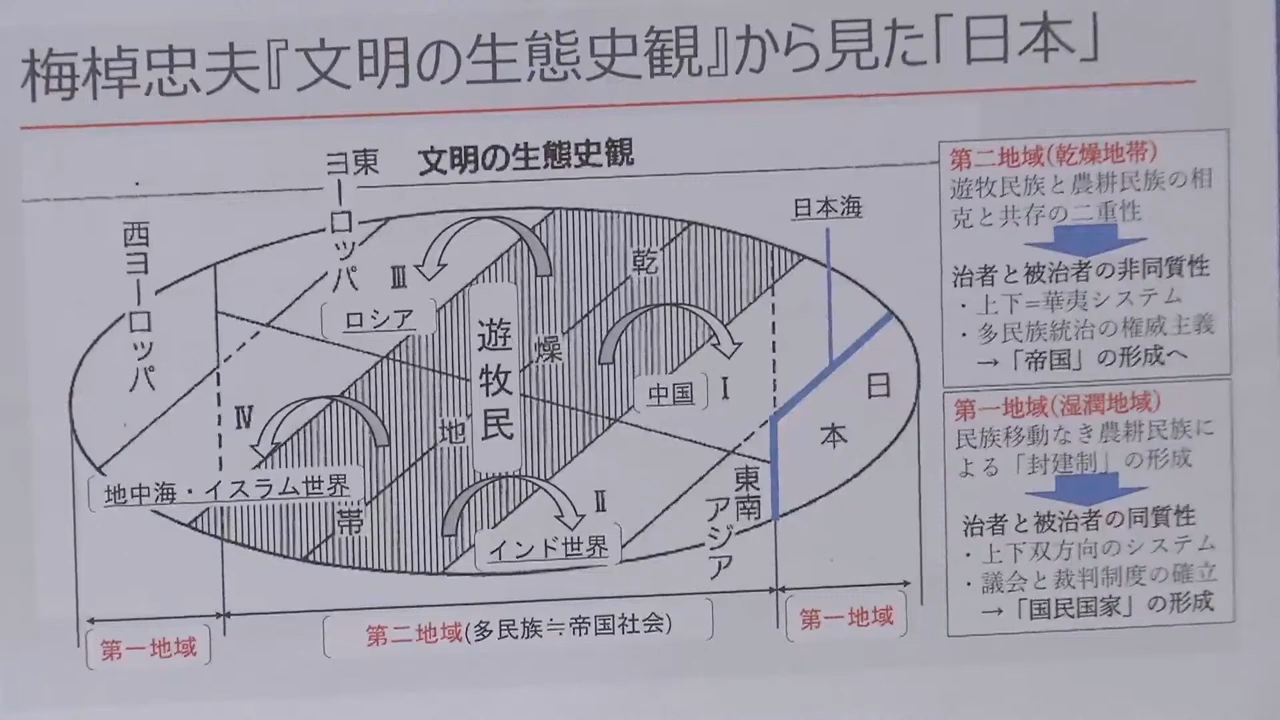 梅棹忠夫『文明の生態史観』から見た「日本」
文明の生態史観
西ヨーロッパ
東ヨーロッパ
Ⅲ
ロシア
遊牧民
乾燥地帯
日本海
中国
Ⅰ
日本
Ⅳ
地中海・イスラム世界
Ⅱ
インド世界
東南アジア
第一地域
第二地域(多民族≒帝国社会)
第一地域
第二地域(乾燥地帯)
遊牧民族と農耕民族の相
克と共存の二重性
治者と被治者の非同質性
・上下=華夷システム
・多民族統治の権威主義
→「帝国」の形成へ
第一地域(湿潤地域)
民族移動なき農耕民族に
よる「封建制」の形成
治者と被治者の同質性
・上下双方向のシステム
・議会と裁判制度の確立
→「国民国家」の形成